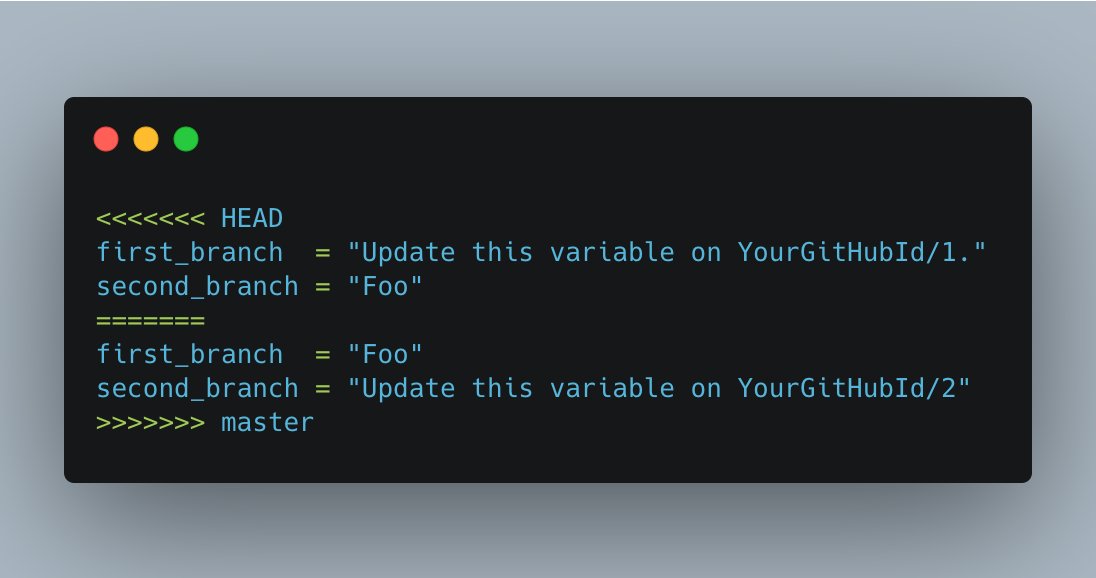 <<<<<<< HEAD
first_branch  = "Update this variable on YourGitHubId/1."
second_branch = "Foo"
=======
first_branch  = "Foo"
second_branch = "Update this variable on YourGitHubId/2"
>>>>>>> master